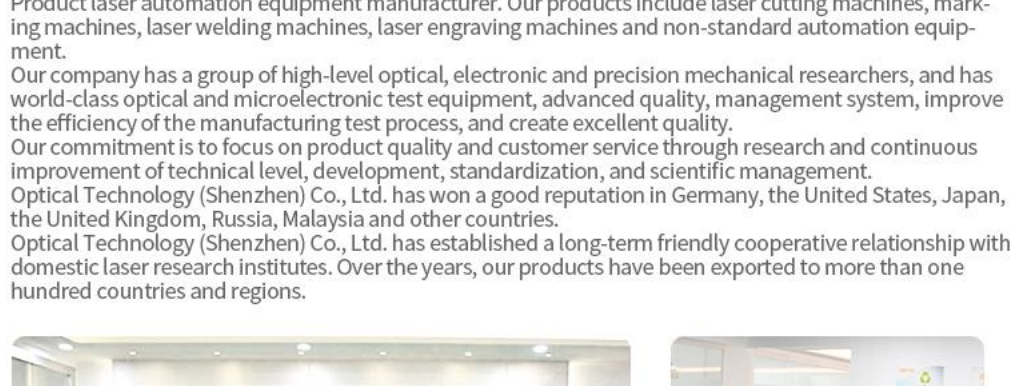 Product laser automation equipment manufacturer. Our products include laser cutting machines, mark-
ing machines, laser welding machines, laser engraving machines and non-standard automation equip-
ment.
Our company has a group of high-level optical, electronic and precision mechanical researchers, and has
world-class optical and microelectronic test equipment, advanced quality, management system, improve
the efficiency of the manufacturing test process, and create excellent quality.
Our commitment is to focus on product quality and customer service through research and continuous
improvement of technical level, development, standardization, and scientific management.
Optical Technology (Shenzhen) Co., Ltd. has won a good reputation in Germany, the United States, Japan,
the United Kingdom, Russia, Malaysia and other countries.
Optical Technology (Shenzhen) Co., Ltd. has established a long-term friendly cooperative relationship with
domestic laser research institutes. Over the years, our products have been exported to more than one
hundred countries and regions.